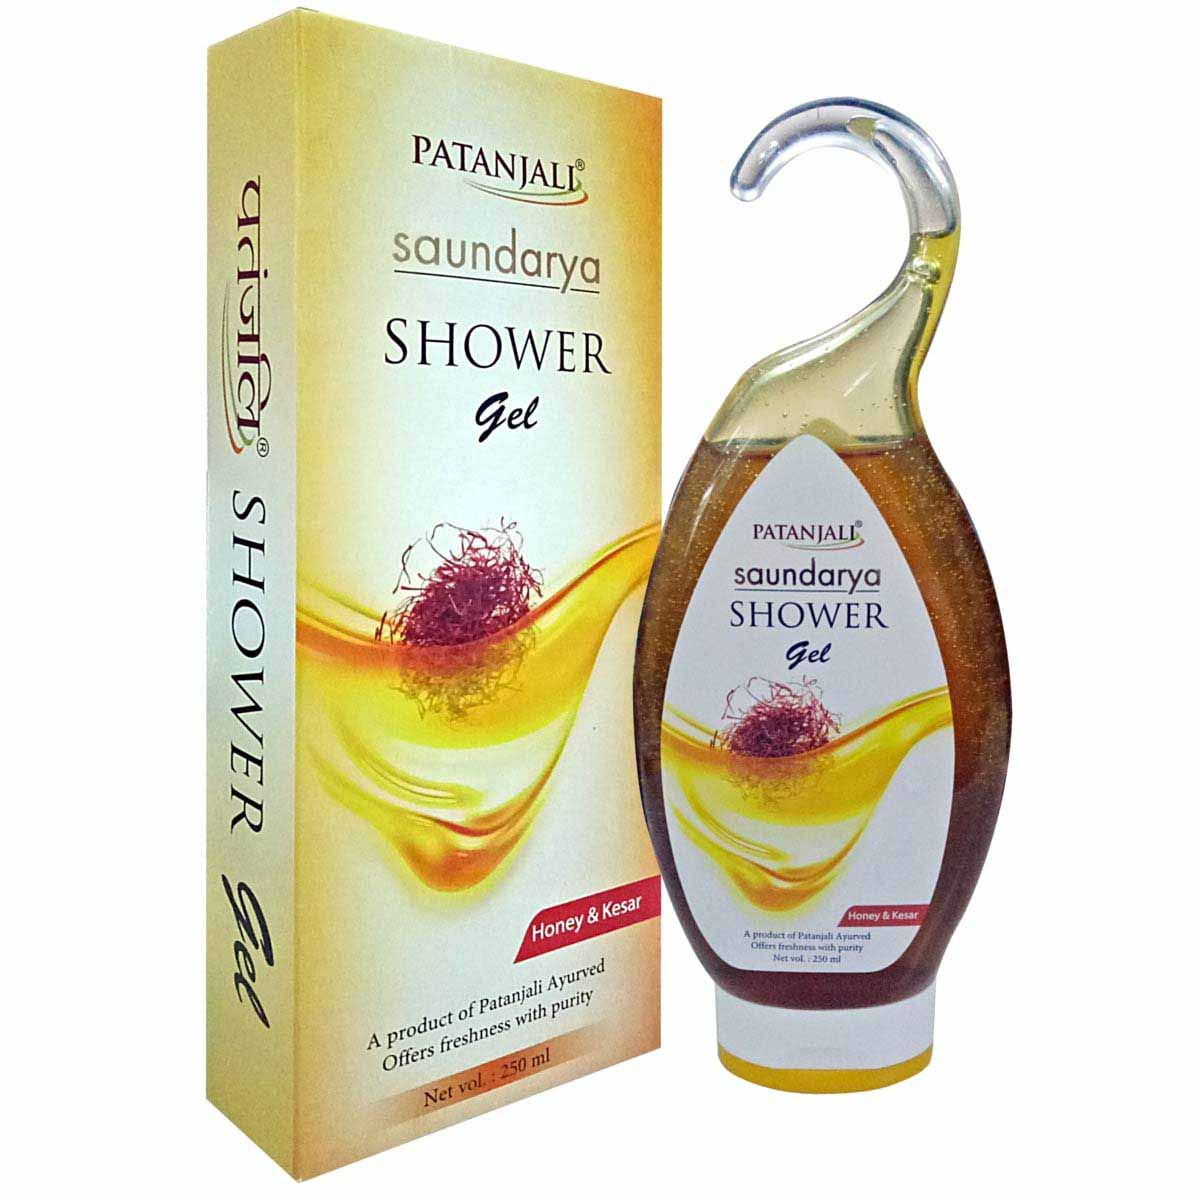 पतंजलि® SHOWER Gel
PATANJALI®
saundarya
SHOWER
Gel
Honey & Kesar
A product of Patanjali Ayurved
Offers freshness with purity
Net vol. : 250 ml
PATANJALI®
saundarya
SHOWER
Gel
Honey & Kesar
A product of Patanjali Ayurved
Offers freshness with purity
Net vol. : 250 ml